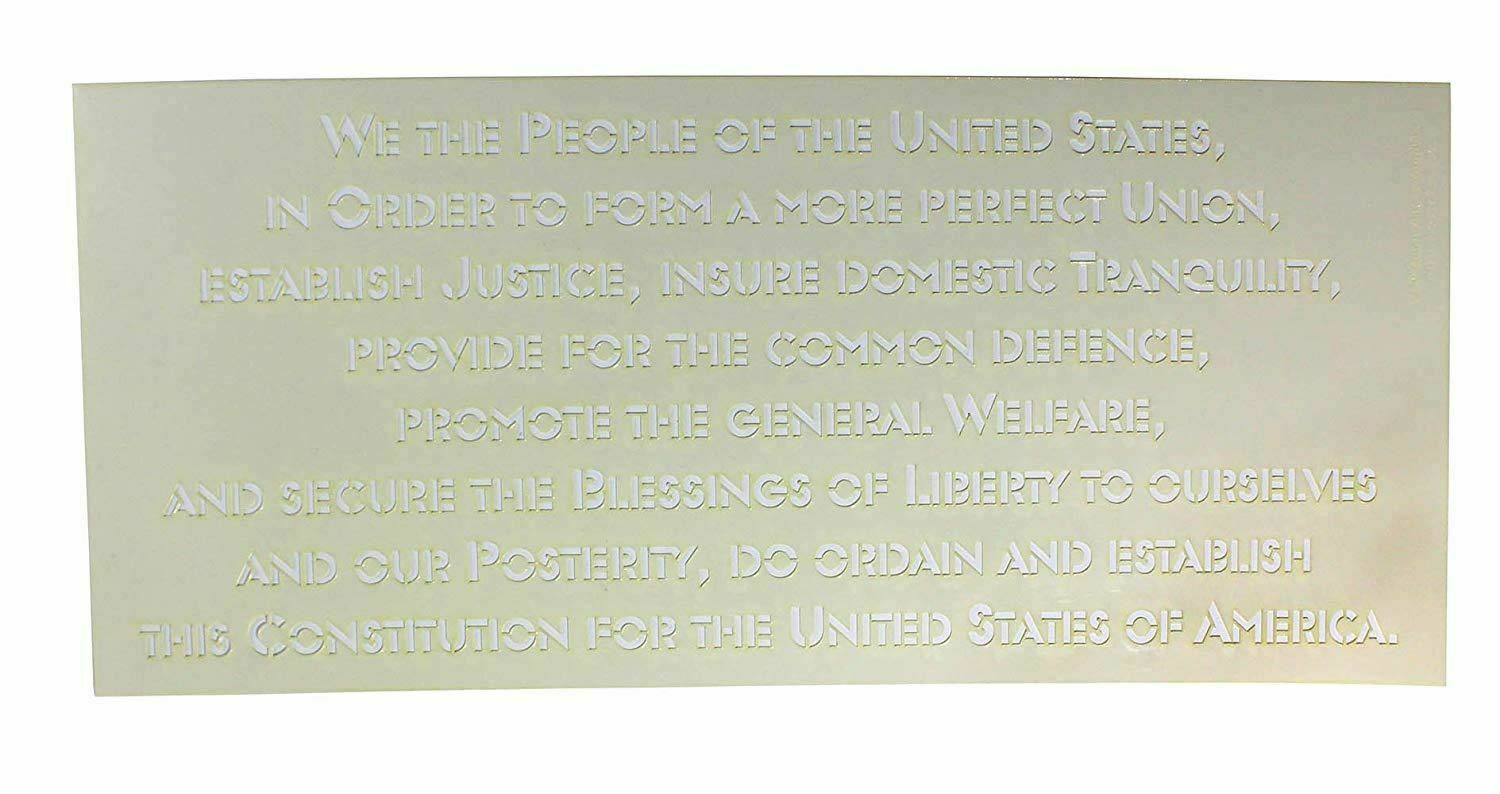 We the People of the United States,
in Order to form a more perfect Union,
establish Justice, insure domestic Tranquility,
provide for the common defence,
promote the general Welfare,
and secure the Blessings of Liberty to ourselves
and our Posterity, do ordain and establish
this Constitution for the United States of America.